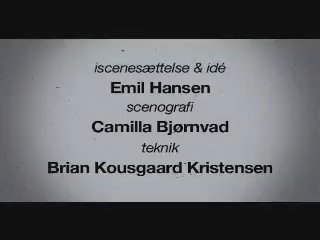 iscenesættelse & idé
Emil Hansen
scenografi
Camilla Bjørnvad
teknik
Brian Kousgaard Kristensen